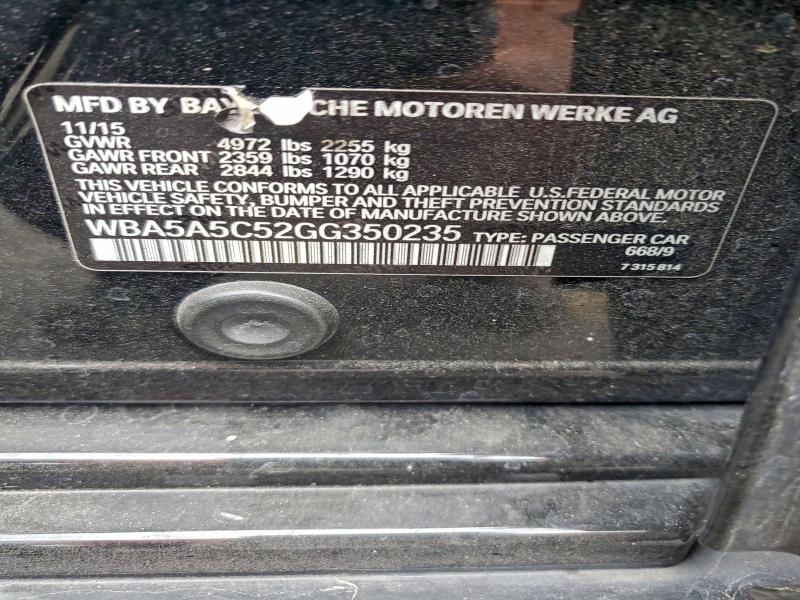 MFD BY CHE MOTOREN WERKE AG
11/15
GVWR 4972 lbs 2255 kg
GAWR FRONT 2359 lbs 1070 kg
GAWR REAR 2844 lbs 1290 kg
THIS VEHICLE CONFORMS TO ALL APPLICABLE U.S.FEDERAL MOTOR
VEHICLE SAFETY, BUMPER AND THEFT PREVENTION STANDARDS
IN EFFECT ON THE DATE OF MANUFACTURE SHOWN ABOVE.
WBA5A5C52GG350235 TYPE: PASSENGER CAR
668/9
7 315 814